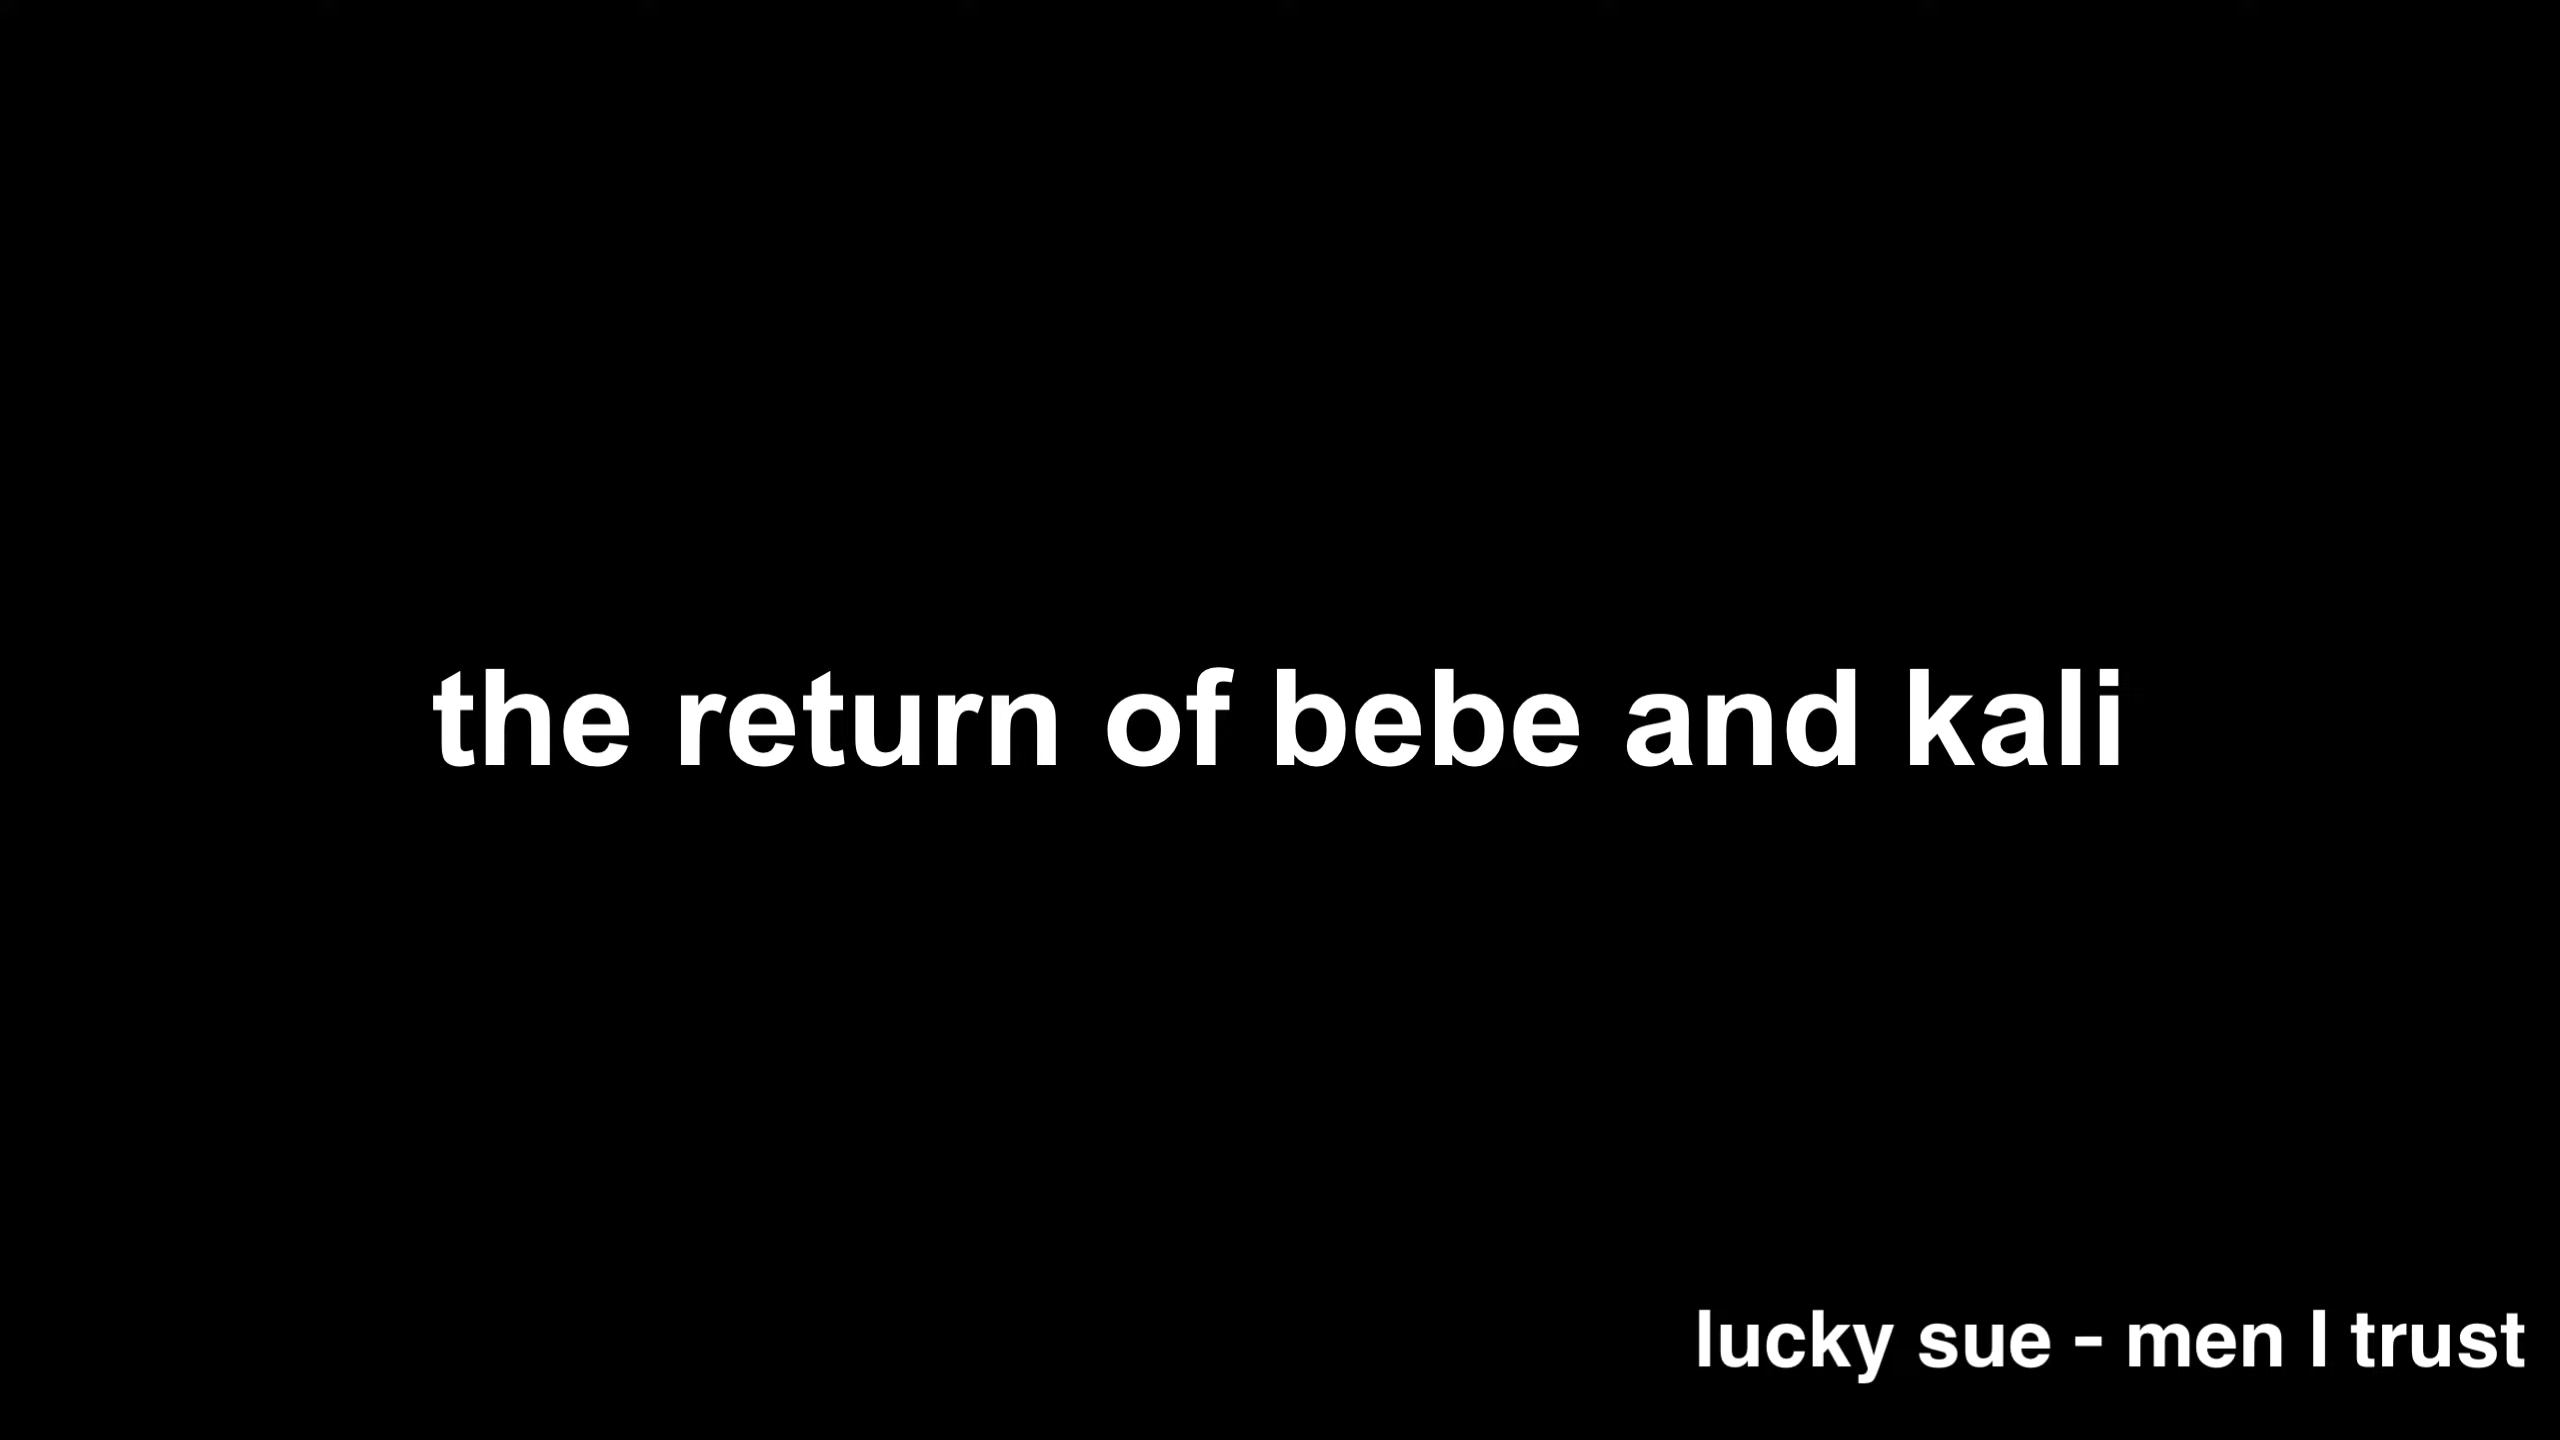 the return of bebe and kali
lucky sue - men I trust